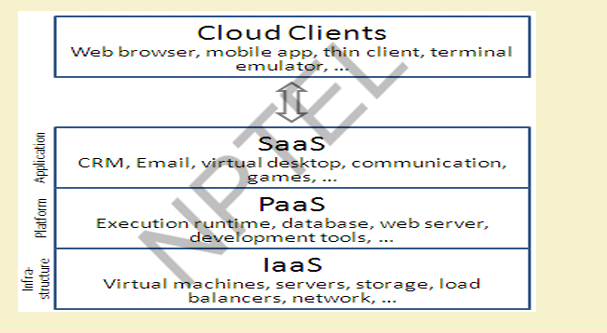 Cloud Clients
Web browser, mobile app, thin client, terminal
emulator, ...
SaaS
CRM, Email, virtual desktop, communication,
games, ...
Application
PaaS
Execution runtime, database, web server,
development tools, ...
Platform
IaaS
Virtual machines, servers, storage, load
balancers, network, ...
Infra-
structure
NPTEL